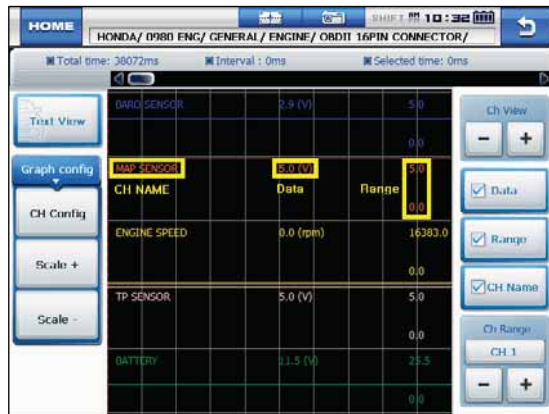 HOME
SHIFT 10:32
HONDA/ 0980 ENG/ GENERAL/ ENGINE/ OBDII 16PIN CONNECTOR/
Total time: 38072ms Interval : 0ms Selected time: 0ms
BARO SENSOR 2.9 (V) 5.0
0.0
MAP SENSOR 5.0 (V) 5.0
CH NAME Data Range
0.0
ENGINE SPEED 0.0 (rpm) 16383.0
0.0
TP SENSOR 5.0 (V) 5.0
0.0
BATTERY 11.5 (V) 25.5
0.0
Text View
Graph config
CH Config
Scale +
Scale -
Ch View
- +
Data
Range
CH Name
Ch Range
CH 1
- +